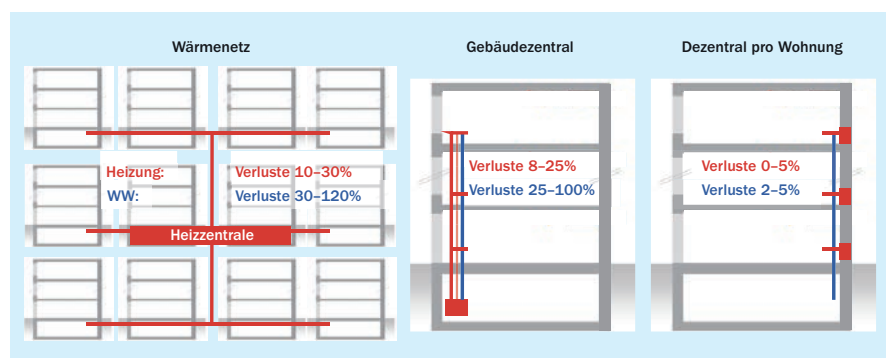 Wärmenetz
Gebäudezentral
Dezentral pro Wohnung
Heizung: Verluste 10–30%
WW: Verluste 30–120%
Heizzentrale
Verluste 8–25%
Verluste 25–100%
Verluste 0–5%
Verluste 2–5%